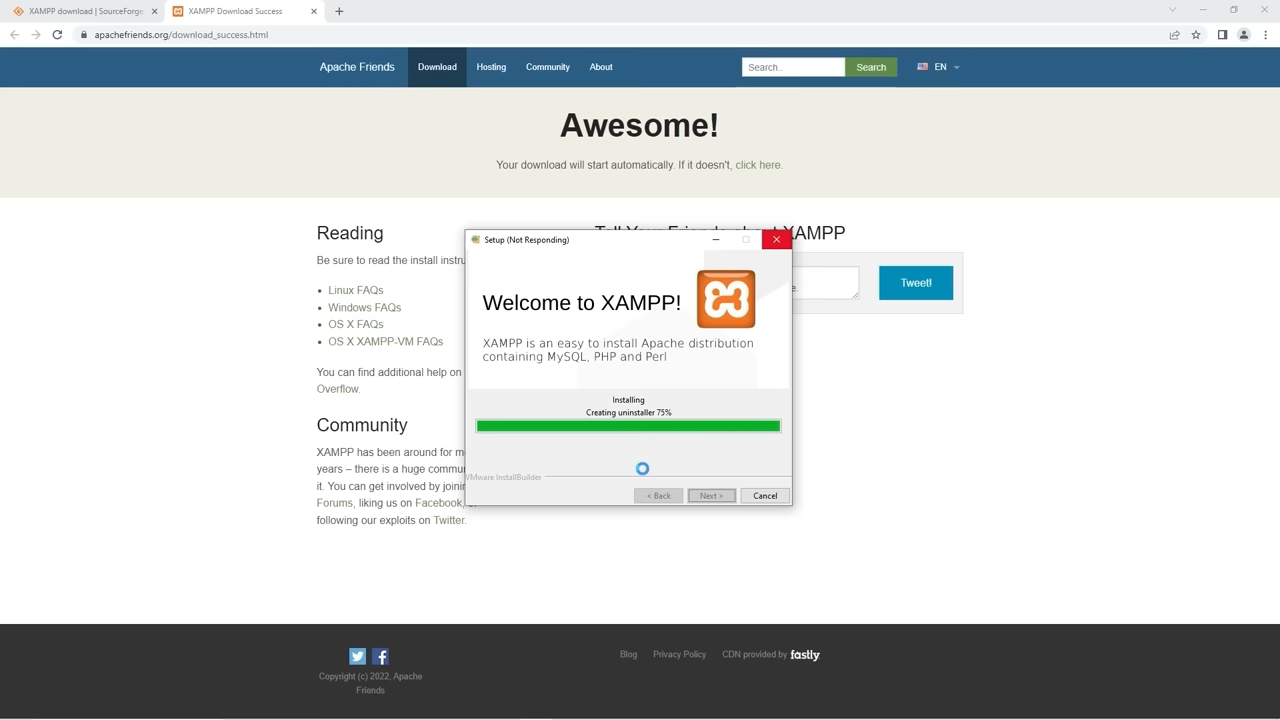 XAMPP download | SourceForge
XAMPP Download Success
apachefriends.org/download_success.html
Apache Friends
Download
Hosting
Community
About
Search..
Search
EN
Awesome!
Your download will start automatically. If it doesn't, click here.
Reading
XAMPP
Be sure to read the install instru
Linux FAQs
Windows FAQs
OS X FAQs
OS X XAMPP-VM FAQs
You can find additional help on
Overflow.
Community
XAMPP has been around for m
years – there is a huge commu
it. You can get involved by joinin
Forums, liking us on Facebook,
following our exploits on Twitter.
Tweet!
Setup (Not Responding)
Welcome to XAMPP!
XAMPP is an easy to install Apache distribution
containing MySQL, PHP and Perl
Installing
Creating uninstaller 75%
VMware InstallBuilder
< Back
Next >
Cancel
Blog
Privacy Policy
CDN provided by fastly
Copyright (c) 2022, Apache
Friends